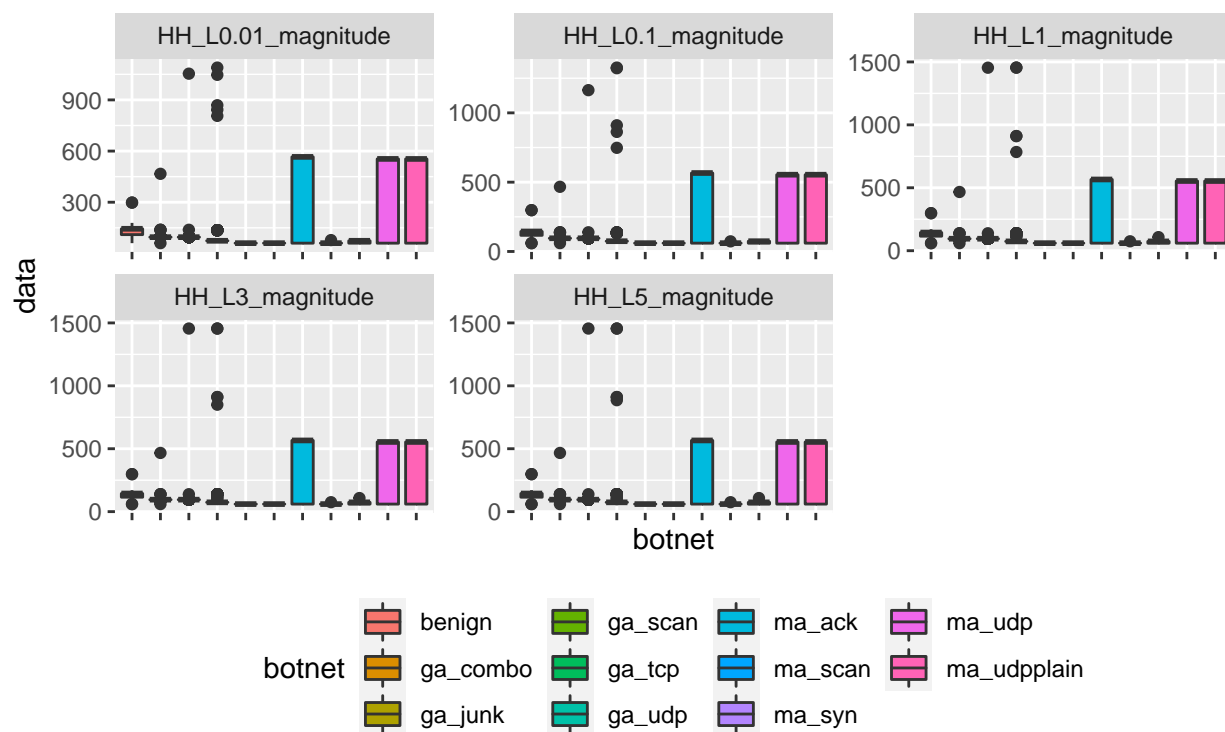 HH_L0.01_magnitude HH_L0.1_magnitude HH_L1_magnitude
900
600
300
1000
500
0
1500
1000
500
0
data
HH_L3_magnitude HH_L5_magnitude
1500
1000
500
0
1500
1000
500
0
botnet
botnet
benign ga_scan ma_ack ma_udp
ga_combo ga_tcp ma_scan ma_udpplain
ga_junk ga_udp ma_syn